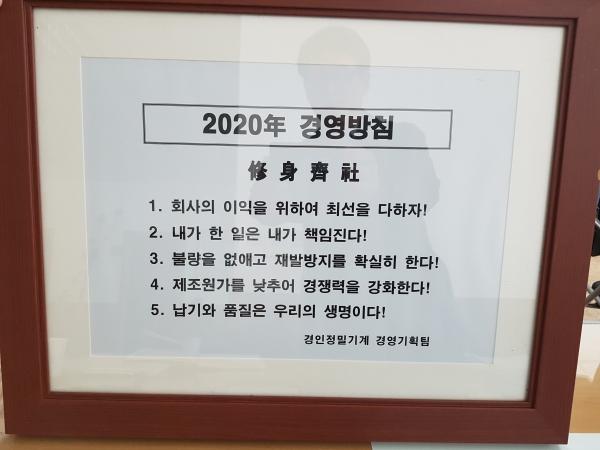 2020年 경영방침
修身齊社
1. 회사의 이익을 위하여 최선을 다하자!
2. 내가 한 일은 내가 책임진다!
3. 불량을 없애고 재발방지를 확실히 한다!
4. 제조원가를 낮추어 경쟁력을 강화한다!
5. 납기와 품질은 우리의 생명이다!
경인정밀기계 경영기획팀